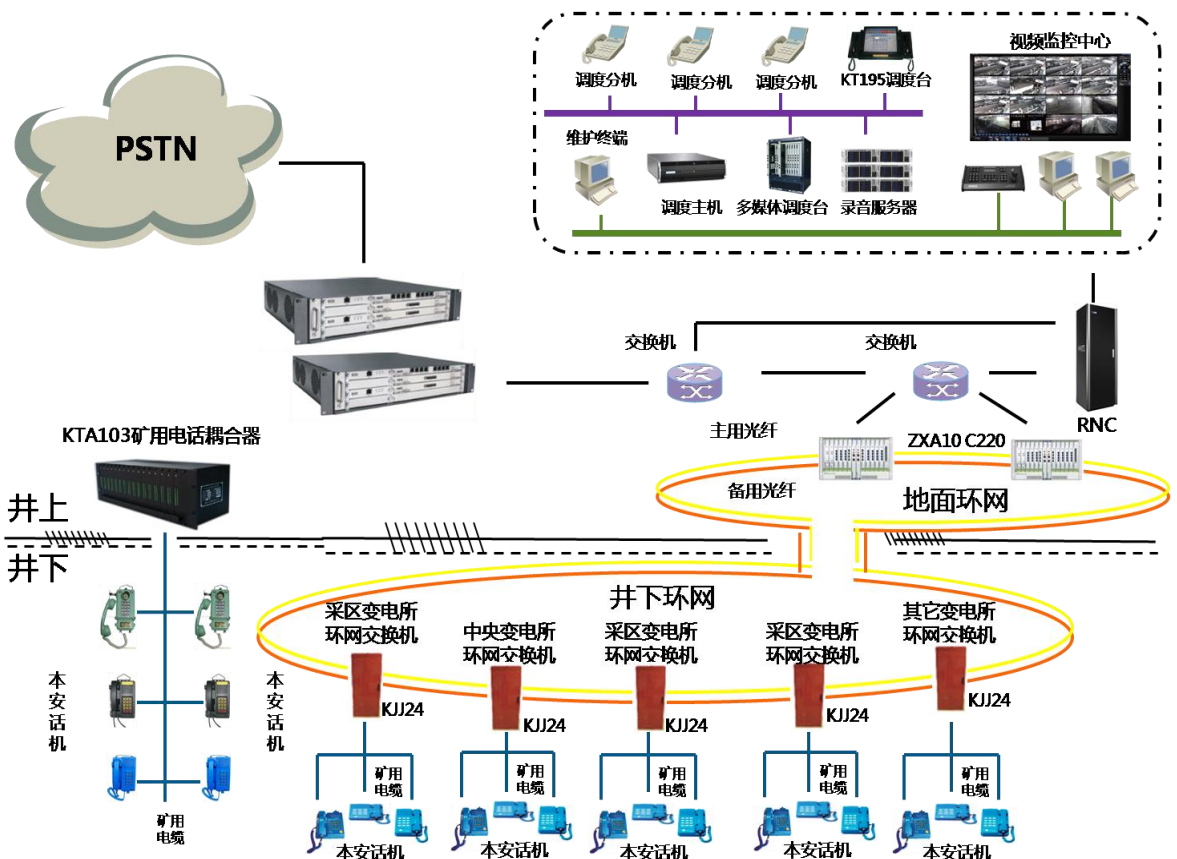 视频监控中心
调度分机
调度分机
调度分机
KT195调度台
维护终端
调度主机
多媒体调度台
录音服务器
PSTN
交换机
交换机
RNC
主用光纤
ZXA10 C220
备用光纤
地面环网
KTA103矿用电话耦合器
井上
井下
井下环网
采区变电所
环网交换机
中央变电所
环网交换机
采区变电所
环网交换机
采区变电所
环网交换机
其它变电所
环网交换机
KJJ24
KJJ24
KJJ24
KJJ24
KJJ24
本
安
话
机
本
安
话
机
矿用
电缆
矿用
电缆
矿用
电缆
矿用
电缆
矿用
电缆
矿用
电缆
本安话机
本安话机
本安话机
本安话机
本安话机